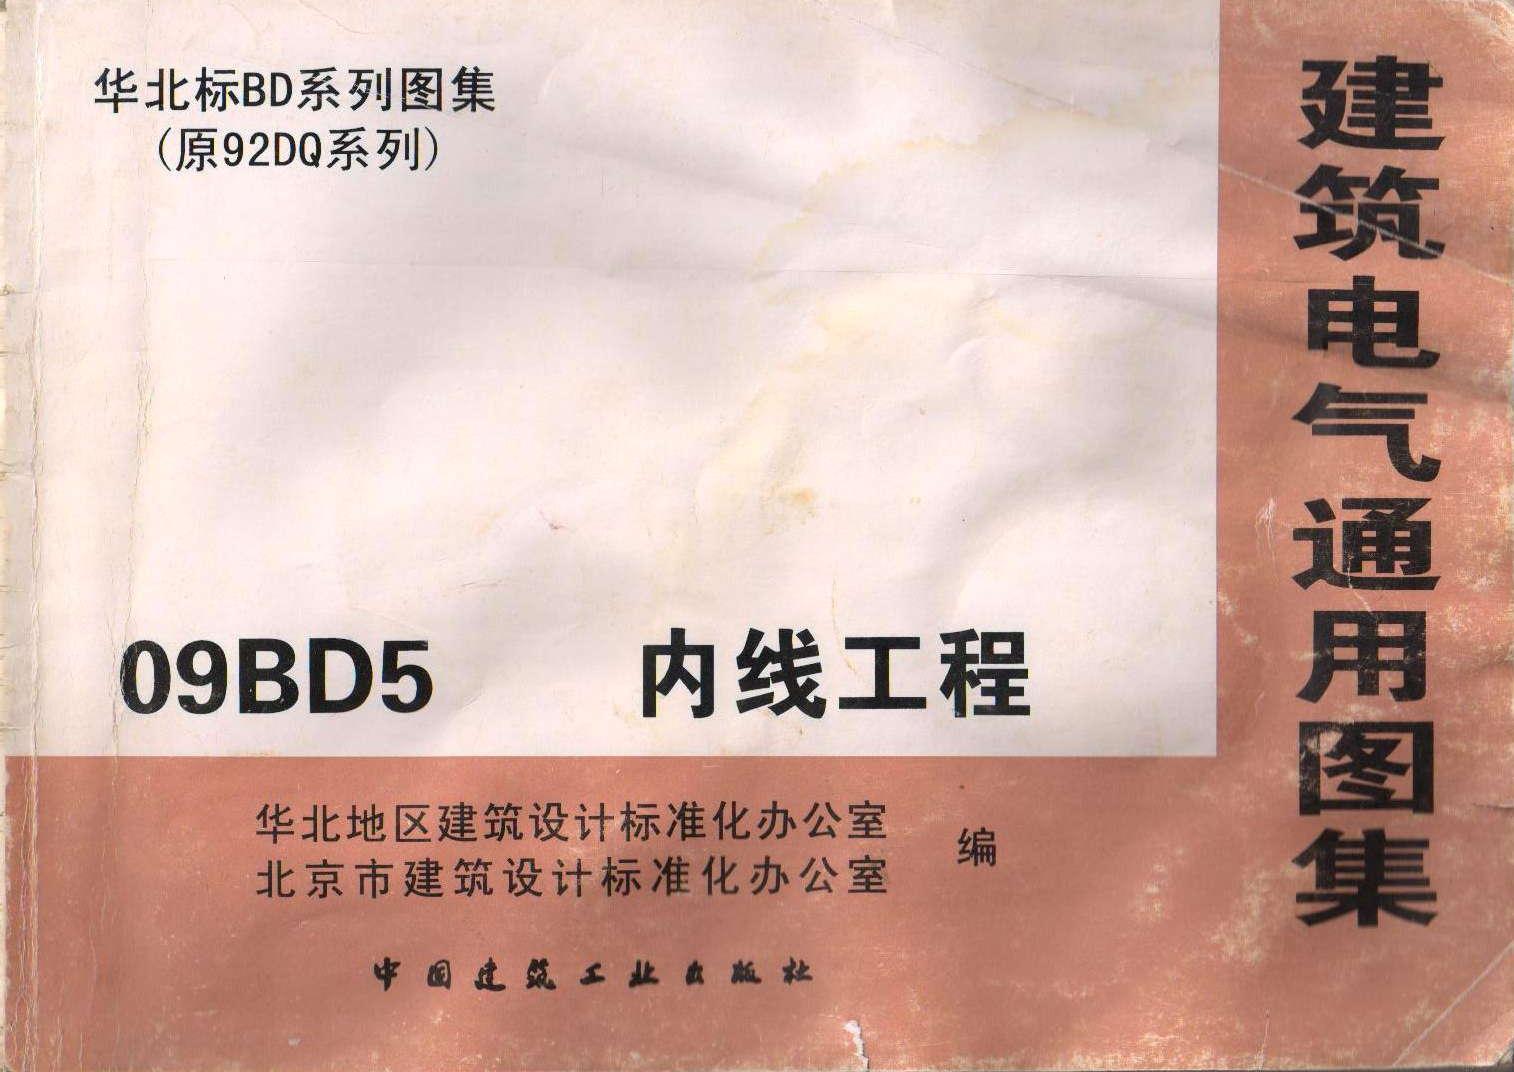 华北标BD系列图集
(原92DQ系列)
建筑电气通用图集
09BD5 内线工程
华北地区建筑设计标准化办公室
北京市建筑设计标准化办公室
编
中国建筑工业出版社